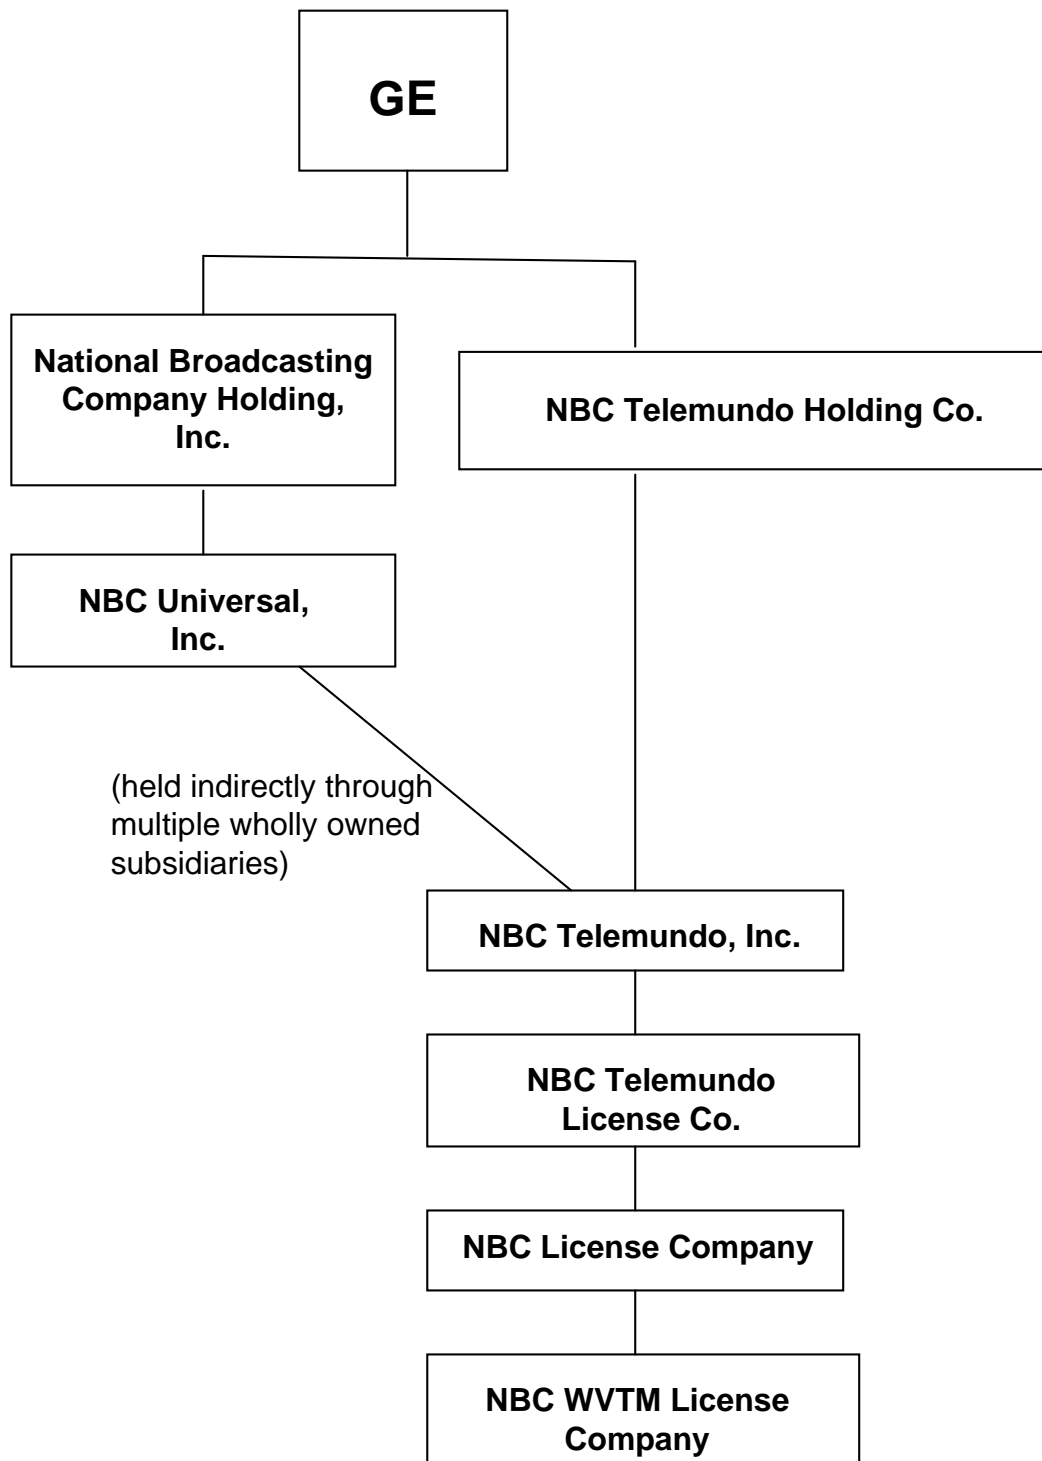 GE
National Broadcasting
Company Holding,
Inc.
NBC Telemundo Holding Co.
NBC Universal,
Inc.
(held indirectly through
multiple wholly owned
subsidiaries)
NBC Telemundo, Inc.
NBC Telemundo
License Co.
NBC License Company
NBC WVTM License
Company